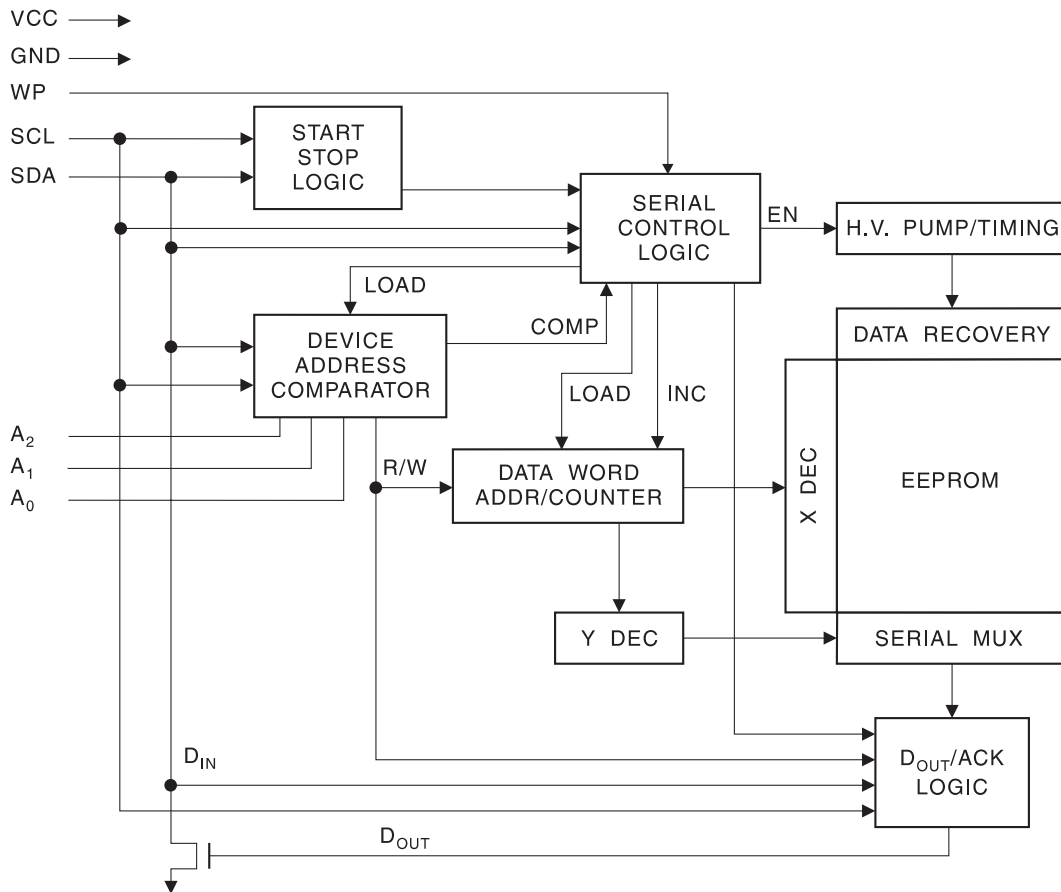 VCC
GND
WP
SCL
SDA
START
STOP
LOGIC
SERIAL
CONTROL
LOGIC
EN
H.V. PUMP/TIMING
LOAD
COMP
DEVICE
ADDRESS
COMPARATOR
DATA RECOVERY
LOAD
INC
A2
A1
A0
R/W
DATA WORD
ADDR/COUNTER
X DEC
EEPROM
Y DEC
SERIAL MUX
DIN
DOUT/ACK
LOGIC
DOUT